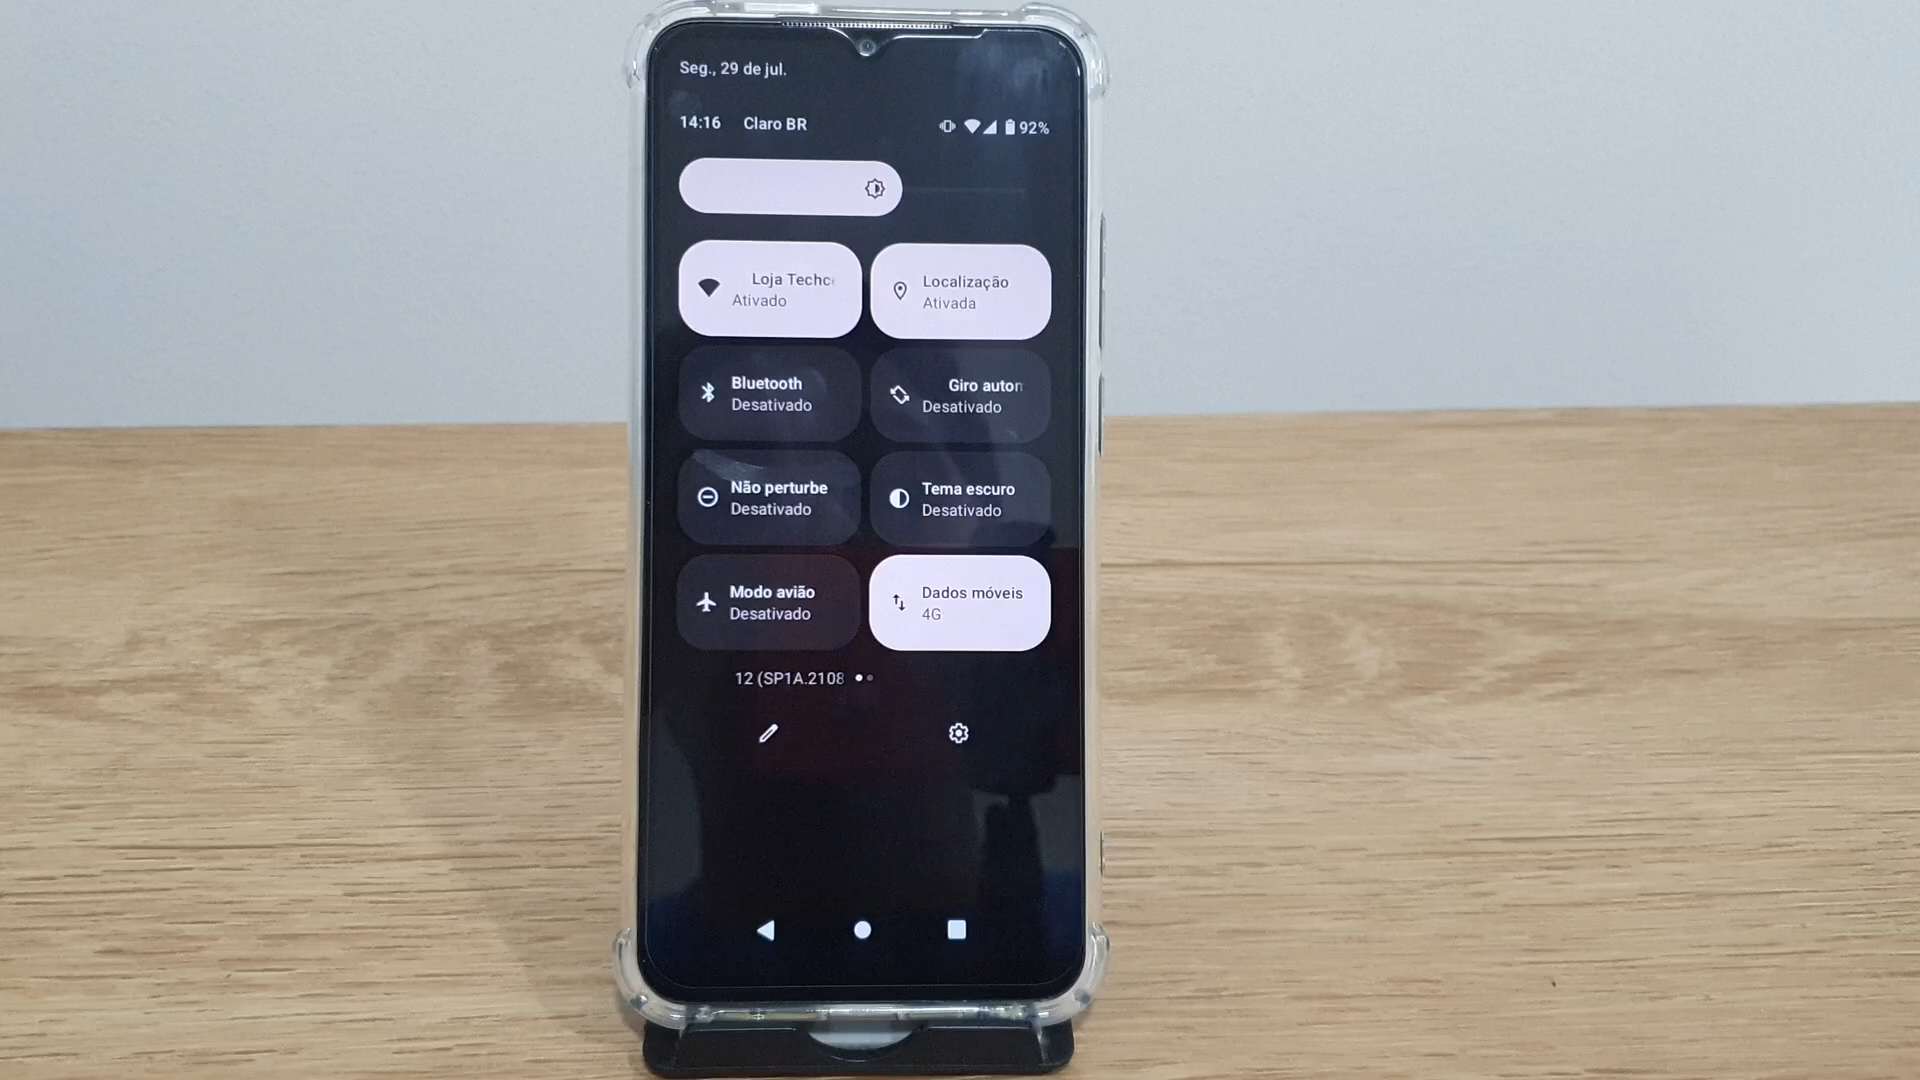 Seg., 29 de jul.
14:16 Claro BR 92%
Loja Techc
Ativado
Localização
Ativada
Bluetooth
Desativado
Giro autom
Desativado
Não perturbe
Desativado
Tema escuro
Desativado
Modo avião
Desativado
Dados móveis
4G
12 (SP1A.2108